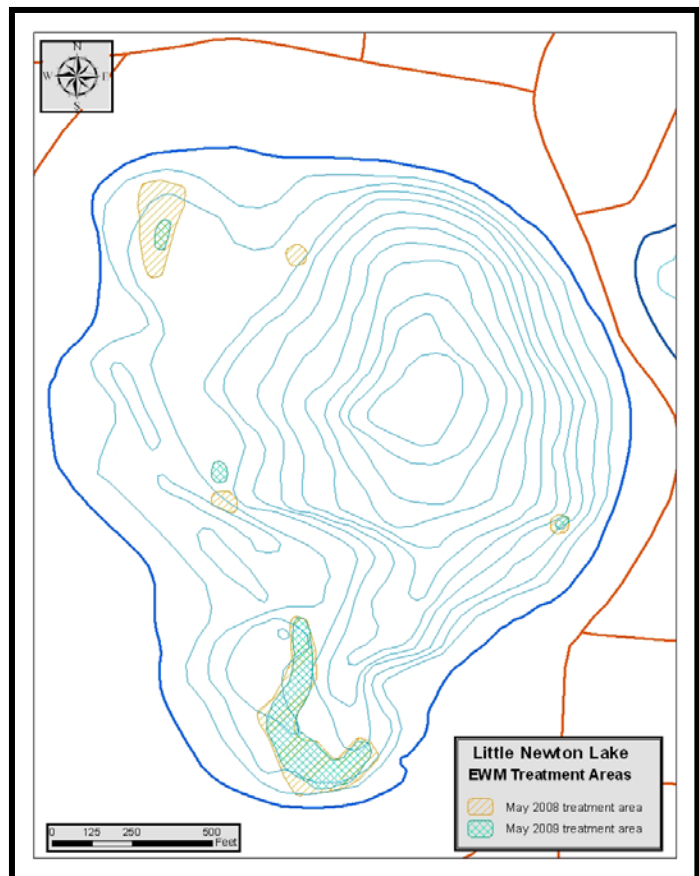 N
W E
S
Little Newton Lake
EWM Treatment Areas
May 2008 treatment area
May 2009 treatment area
0 125 250 500
Feet